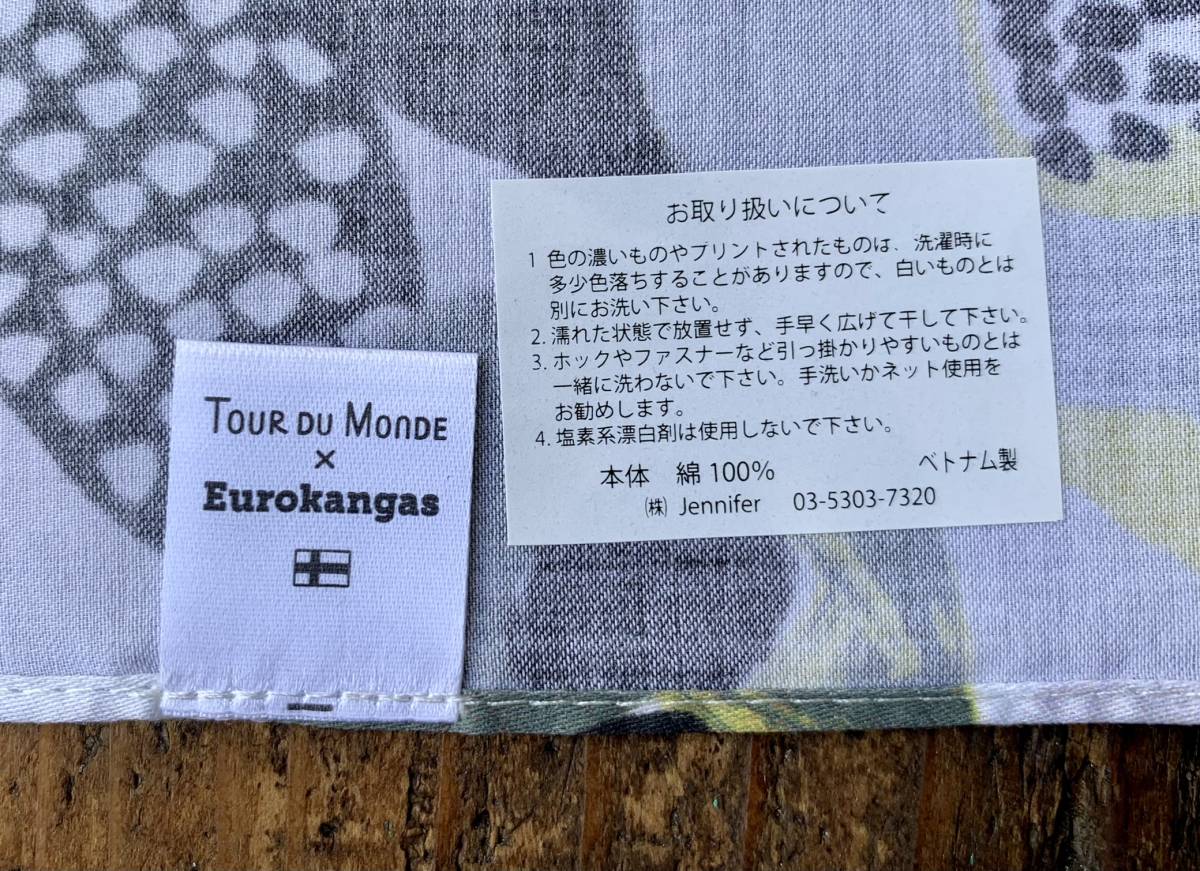 TOUR DU MONDE
×
Eurokangas
お取り扱いについて
1 色の濃いものやプリントされたものは、洗濯時に
多少色落ちすることがありますので、白いものとは
別にお洗い下さい。
2. 濡れた状態で放置せず、手早く広げて干して下さい。
3. ホックやファスナーなど引っ掛かりやすいものとは
一緒に洗わないで下さい。手洗いかネット使用を
お勧めします。
4. 塩素系漂白剤は使用しないで下さい。
本体 綿 100% ベトナム製
㈱ Jennifer 03-5303-7320